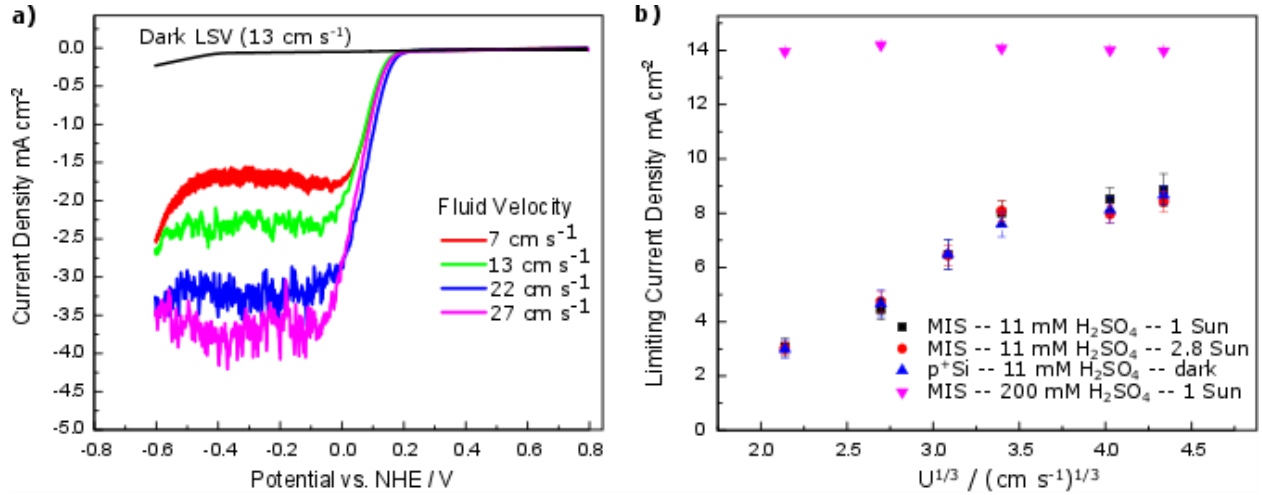 a)
Dark LSV (13 cm s⁻¹)
0.0
-0.5
-1.0
-1.5
-2.0
-2.5
-3.0
-3.5
-4.0
-4.5
-5.0
Current Density mA cm⁻²
Fluid Velocity
7 cm s⁻¹
13 cm s⁻¹
22 cm s⁻¹
27 cm s⁻¹
-0.8 -0.6 -0.4 -0.2 0.0 0.2 0.4 0.6 0.8
Potential vs. NHE / V
b)
14
12
10
8
6
4
2
0
Limiting Current Density mA cm⁻²
MIS -- 11 mM H₂SO₄ -- 1 Sun
MIS -- 11 mM H₂SO₄ -- 2.8 Sun
p⁺Si -- 11 mM H₂SO₄ -- dark
MIS -- 200 mM H₂SO₄ -- 1 Sun
2.0 2.5 3.0 3.5 4.0 4.5
U¹ᐟ³ / (cm s⁻¹)¹ᐟ³